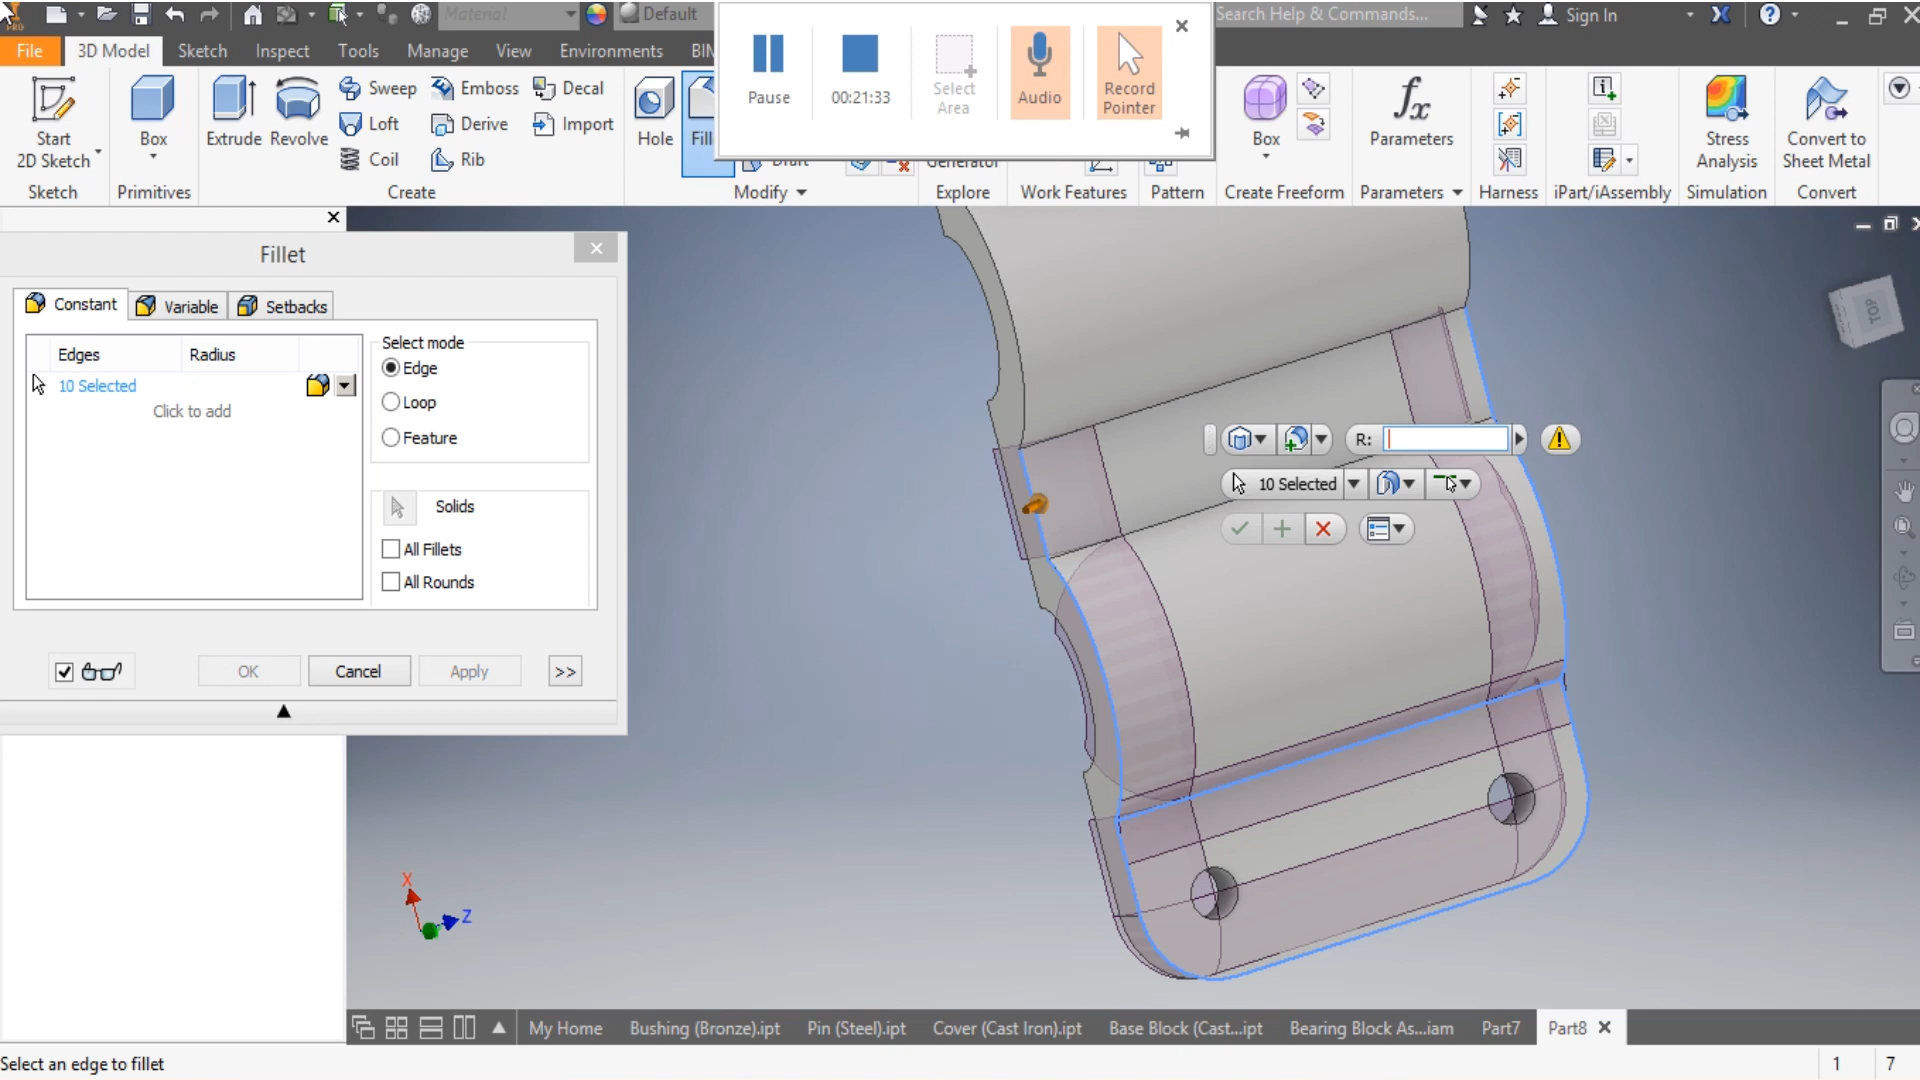 PRO
Material
Default
Search Help & Commands...
Sign In
File
3D Model
Sketch
Inspect
Tools
Manage
View
Environments
BIM
Pause
00:21:33
Select Area
Audio
Record Pointer
Start 2D Sketch
Box
Extrude
Revolve
Sweep
Emboss
Decal
Loft
Derive
Import
Coil
Rib
Hole
Fill
Draft
Generator
Box
Parameters
Stress Analysis
Convert to Sheet Metal
Sketch
Primitives
Create
Modify
Explore
Work Features
Pattern
Create Freeform
Parameters
Harness
iPart/iAssembly
Simulation
Convert
Fillet
Constant
Variable
Setbacks
Edges
Radius
10 Selected
Click to add
Select mode
Edge
Loop
Feature
Solids
All Fillets
All Rounds
OK
Cancel
Apply
>>
R:
10 Selected
TOP
X
Z
My Home
Bushing (Bronze).ipt
Pin (Steel).ipt
Cover (Cast Iron).ipt
Base Block (Cast...ipt
Bearing Block As...iam
Part7
Part8
Select an edge to fillet
1
7